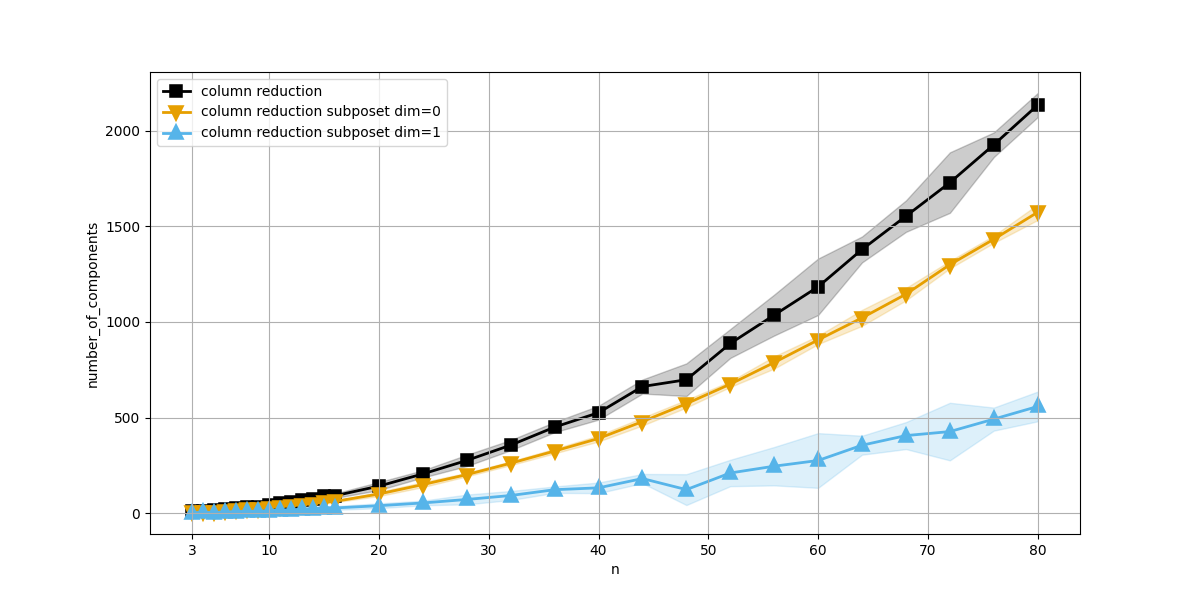 column reduction
column reduction subposet dim=0
column reduction subposet dim=1
number_of_components
2000
1500
1000
500
0
3 10 20 30 40 50 60 70 80
n